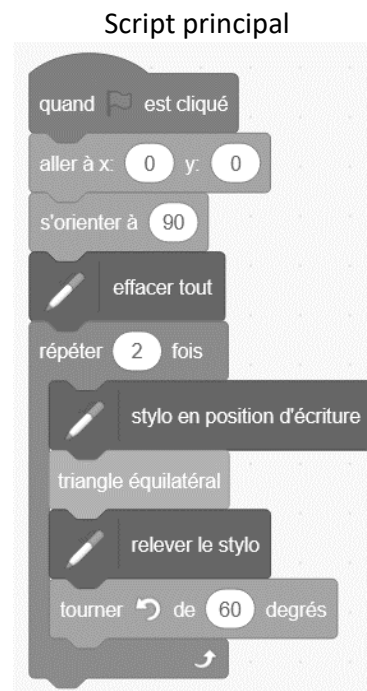 Script principal
quand est cliqué
aller à x: 0 y: 0
s'orienter à 90
effacer tout
répéter 2 fois
stylo en position d'écriture
triangle équilatéral
relever le stylo
tourner de 60 degrés